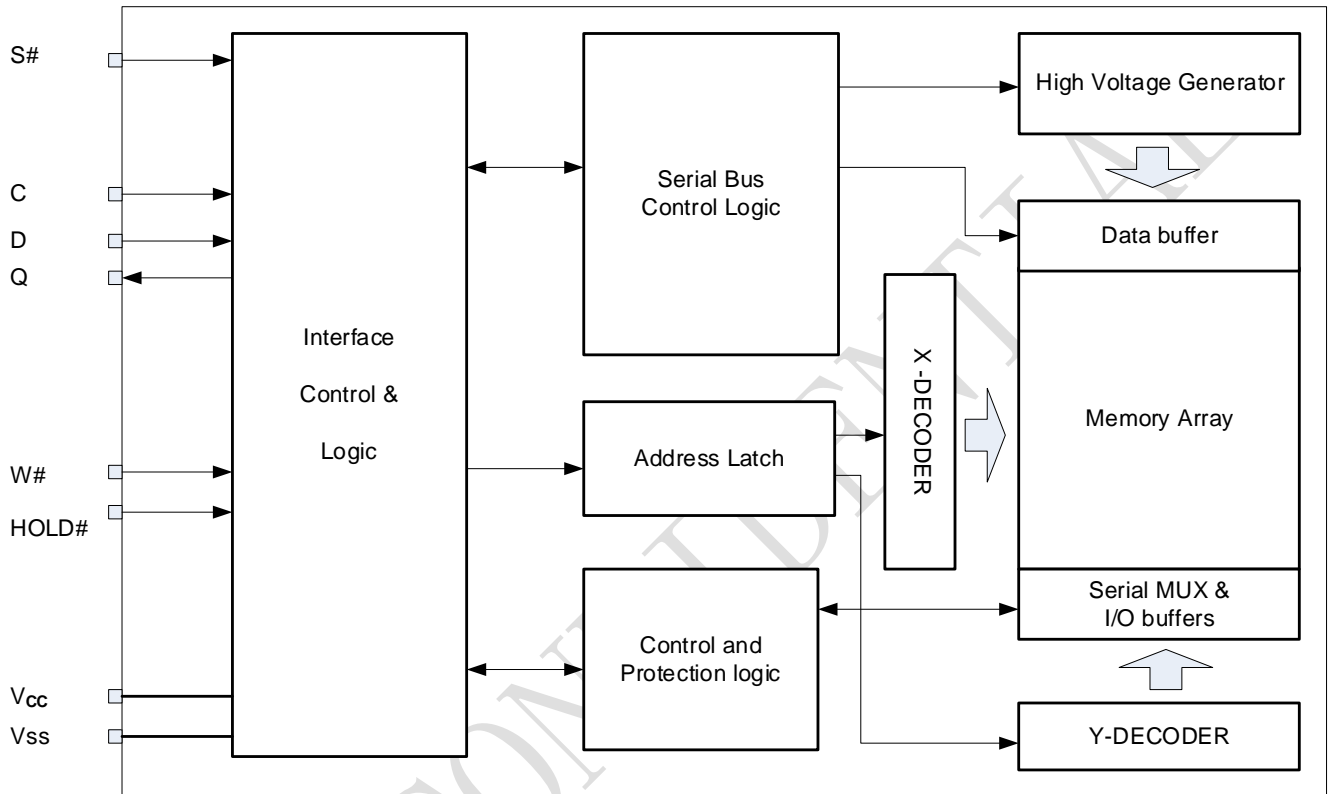 S#
C
D
Q
W#
HOLD#
Vcc
Vss
Interface
Control &
Logic
Serial Bus
Control Logic
Address Latch
Control and
Protection logic
X -DECODER
High Voltage Generator
Data buffer
Memory Array
Serial MUX &
I/O buffers
Y-DECODER